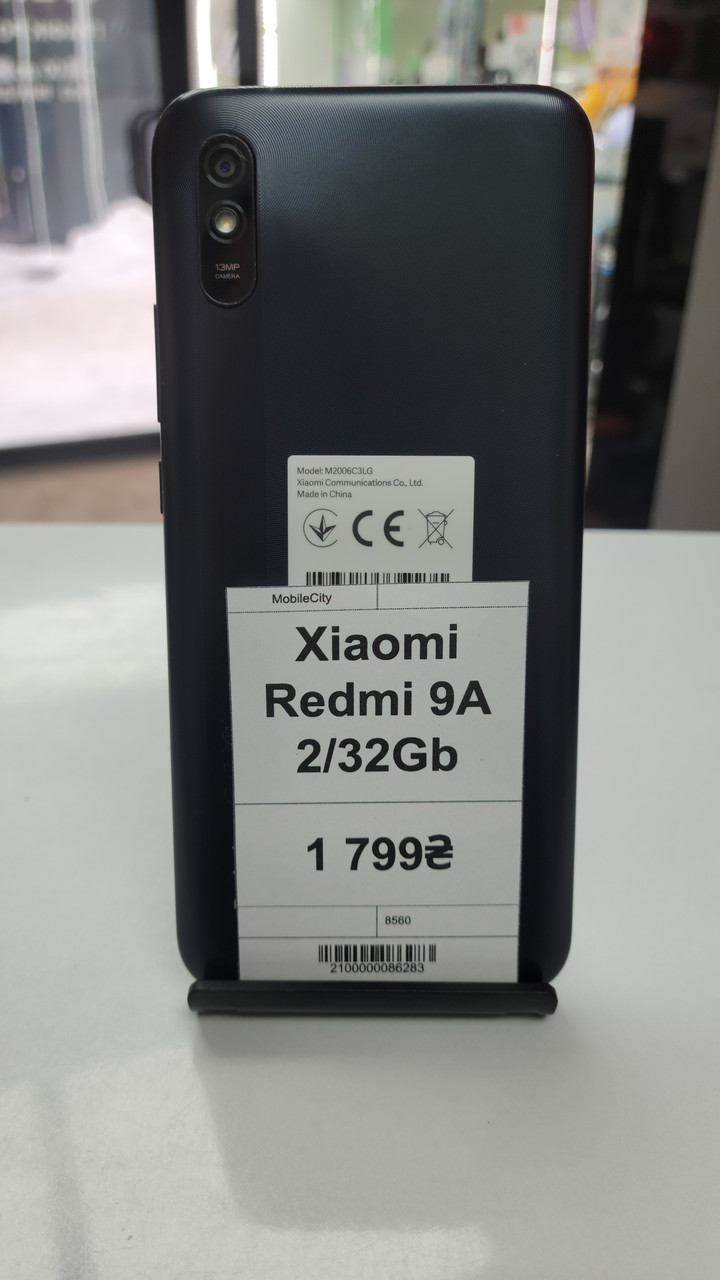 13MP
CAMERA
Model: M2006C3LG
Xiaomi Communications Co., Ltd.
Made in China
CE
MobileCity
Xiaomi
Redmi 9A
2/32Gb
1 799₴
8560
2100000086283